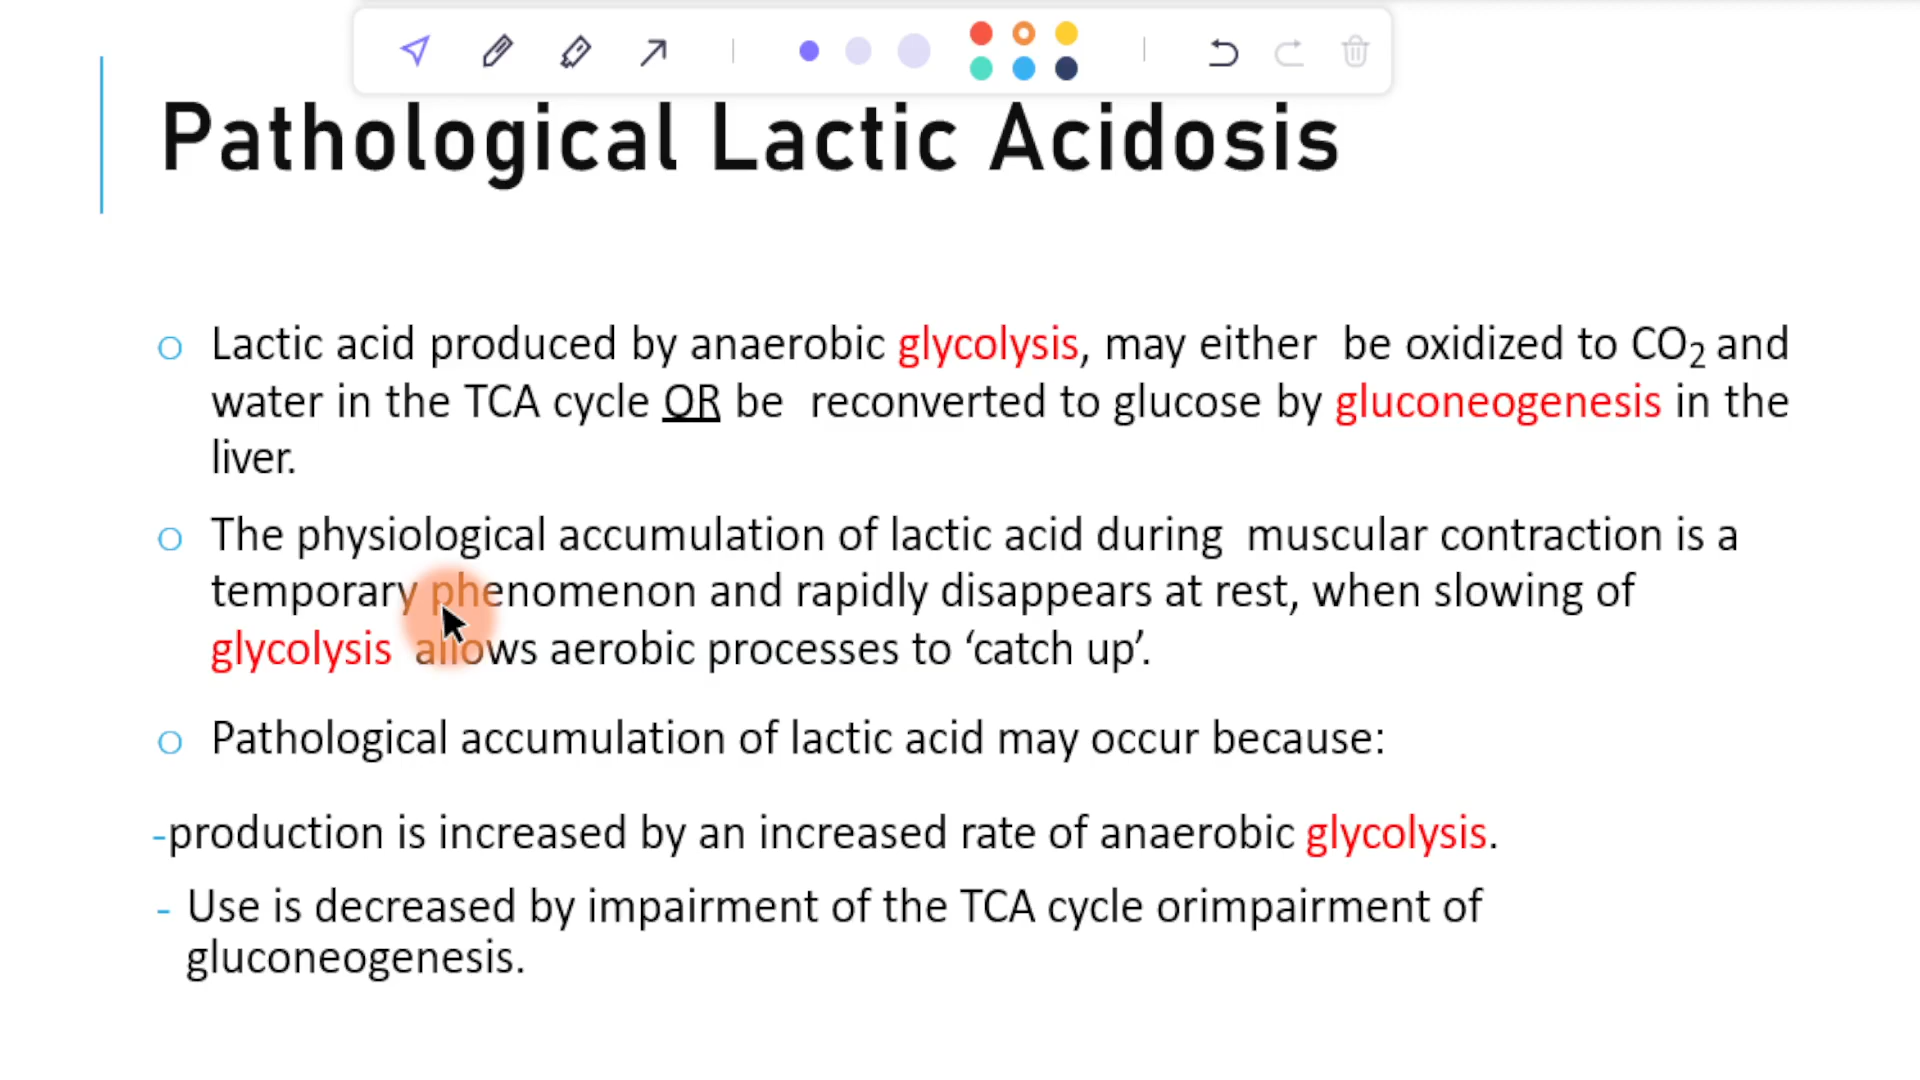 Pathological Lactic Acidosis
o Lactic acid produced by anaerobic glycolysis, may either be oxidized to CO₂ and
water in the TCA cycle OR be reconverted to glucose by gluconeogenesis in the
liver.
o The physiological accumulation of lactic acid during muscular contraction is a
temporary phenomenon and rapidly disappears at rest, when slowing of
glycolysis allows aerobic processes to ‘catch up’.
o Pathological accumulation of lactic acid may occur because:
-production is increased by an increased rate of anaerobic glycolysis.
- Use is decreased by impairment of the TCA cycle orimpairment of
gluconeogenesis.